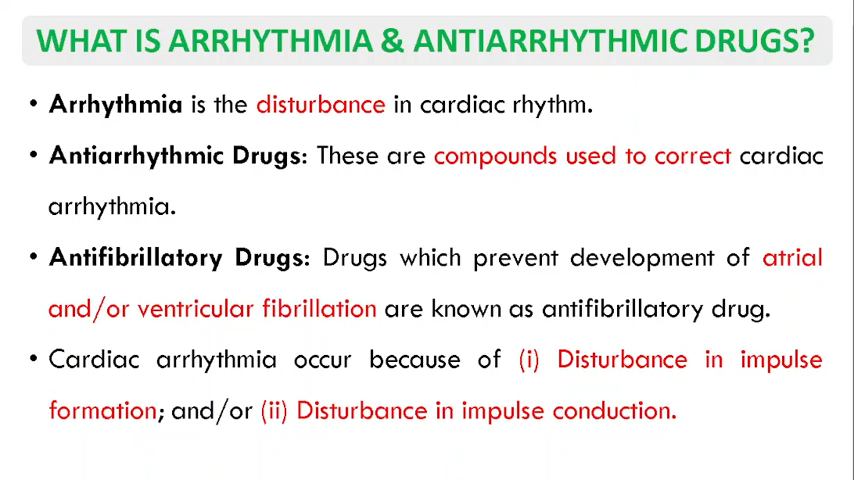 WHAT IS ARRHYTHMIA & ANTIARRHYTHMIC DRUGS?
• Arrhythmia is the disturbance in cardiac rhythm.
• Antiarrhythmic Drugs: These are compounds used to correct cardiac
arrhythmia.
• Antifibrillatory Drugs: Drugs which prevent development of atrial
and/or ventricular fibrillation are known as antifibrillatory drug.
• Cardiac arrhythmia occur because of (i) Disturbance in impulse
formation; and/or (ii) Disturbance in impulse conduction.